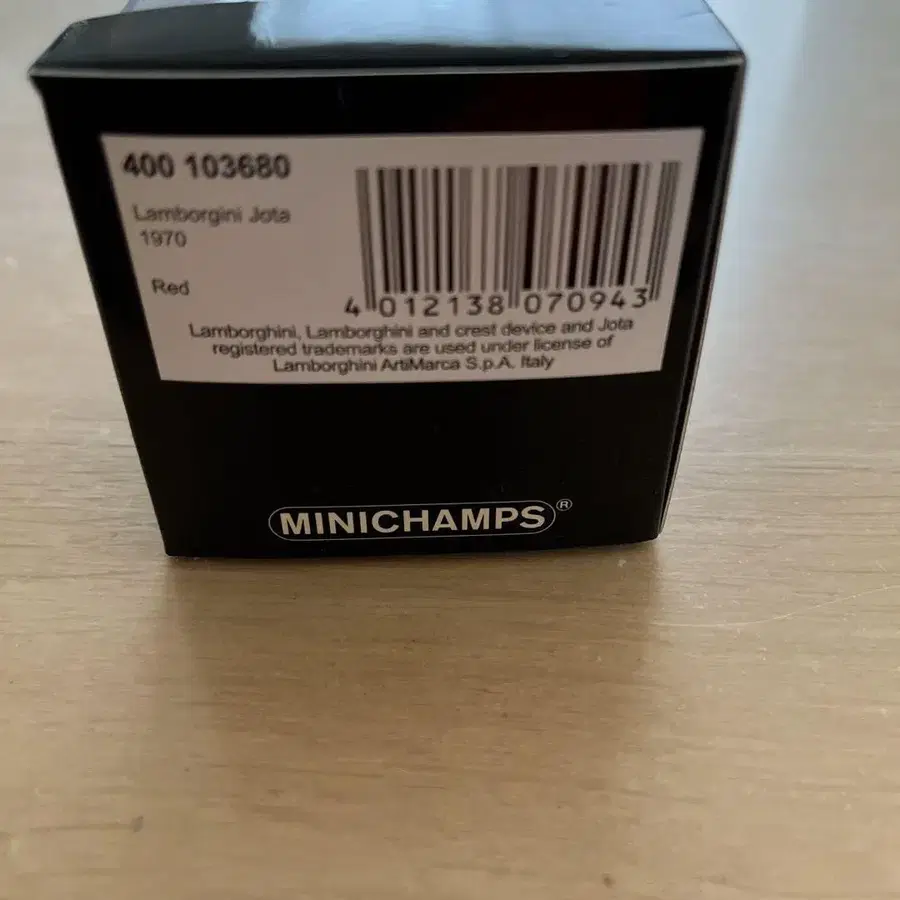 400 103680
Lamborgini Jota
1970
Red
4 012138 070943
Lamborghini, Lamborghini and crest device and Jota
registered trademarks are used under license of
Lamborghini ArtiMarca S.p.A. Italy
MINICHAMPS®